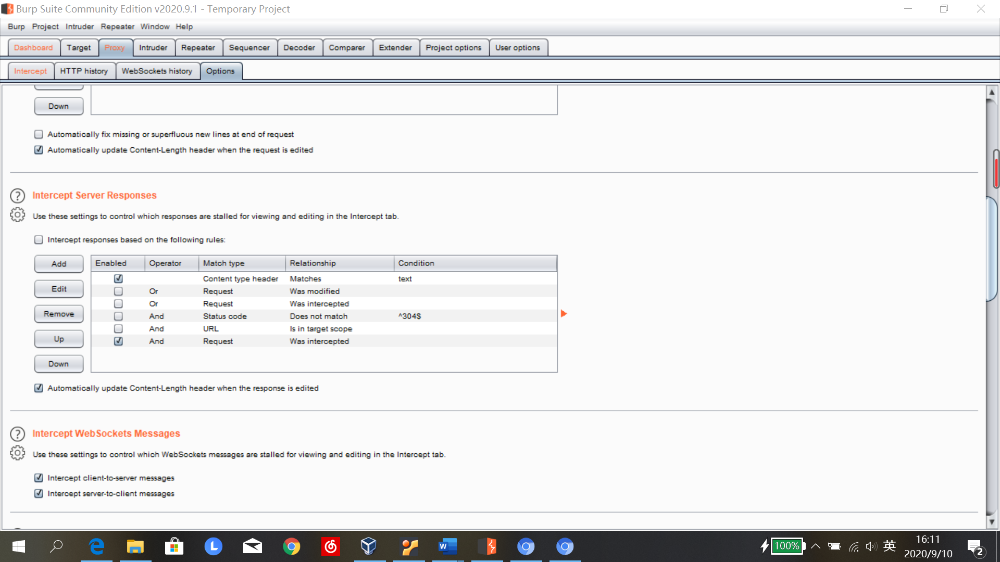 Burp Suite Community Edition v2020.9.1 - Temporary Project
Burp Project Intruder Repeater Window Help
Dashboard Target Proxy Intruder Repeater Sequencer Decoder Comparer Extender Project options User options
Intercept HTTP history WebSockets history Options
Down
Automatically fix missing or superfluous new lines at end of request
Automatically update Content-Length header when the request is edited
? Intercept Server Responses
Use these settings to control which responses are stalled for viewing and editing in the Intercept tab.
Intercept responses based on the following rules:
Add
Edit
Remove
Up
Down
Enabled Operator Match type Relationship Condition
Content type header Matches text
Or Request Was modified
Or Request Was intercepted
And Status code Does not match ^304$
And URL Is in target scope
And Request Was intercepted
Automatically update Content-Length header when the response is edited
? Intercept WebSockets Messages
Use these settings to control which WebSockets messages are stalled for viewing and editing in the Intercept tab.
Intercept client-to-server messages
Intercept server-to-client messages
L
W
100%
英
16:11
2020/9/10
2